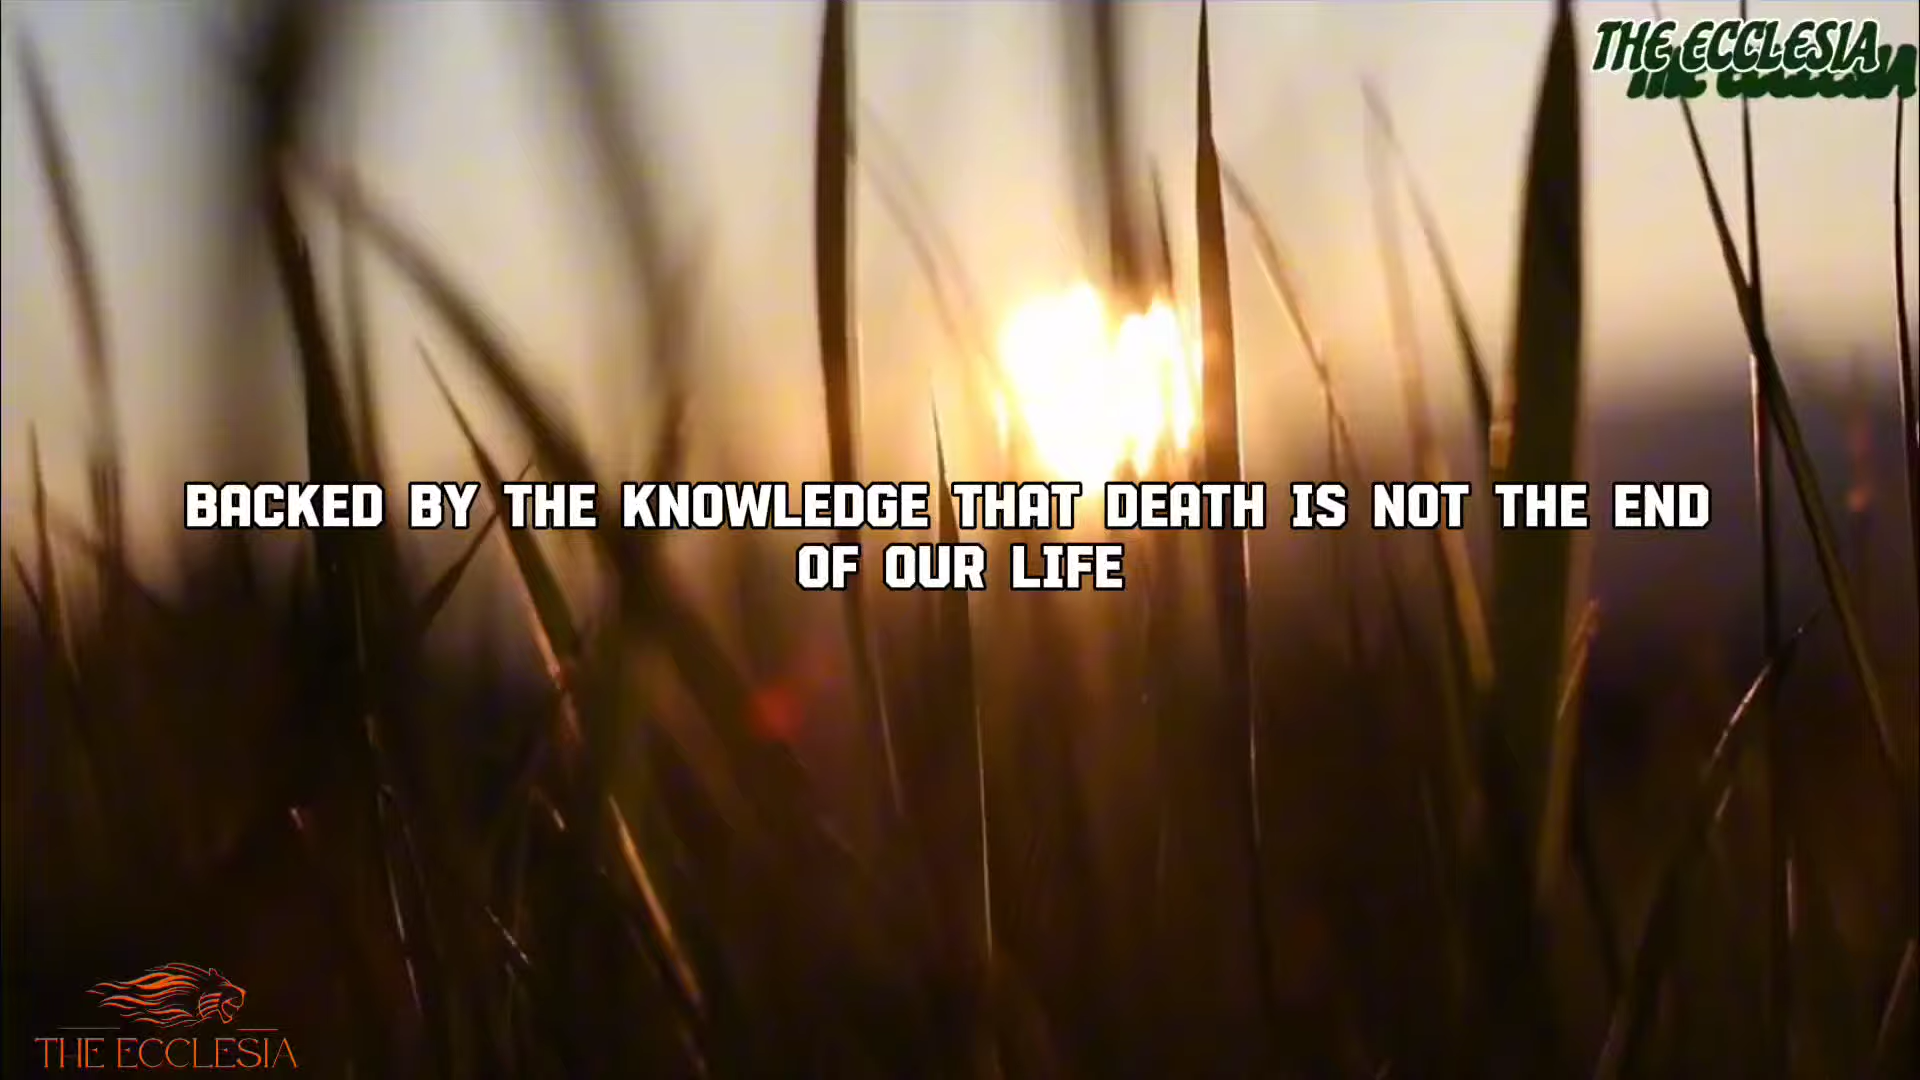 THE ECCLESIA
BACKED BY THE KNOWLEDGE THAT DEATH IS NOT THE END
OF OUR LIFE
THE ECCLESIA